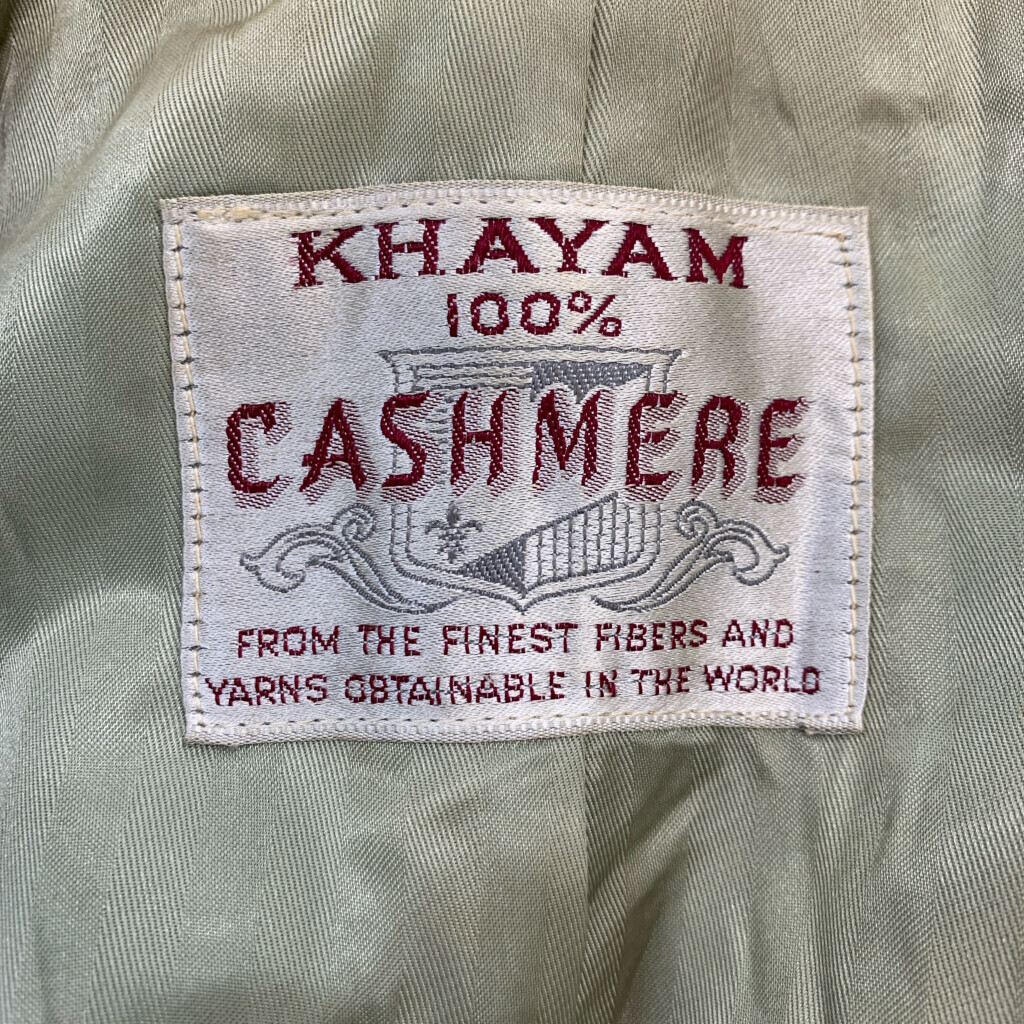 KHAYAM
100%
CASHMERE
FROM THE FINEST FIBERS AND
YARNS OBTAINABLE IN THE WORLD